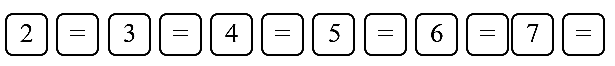 2 = 3 = 4 = 5 = 6 = 7 =